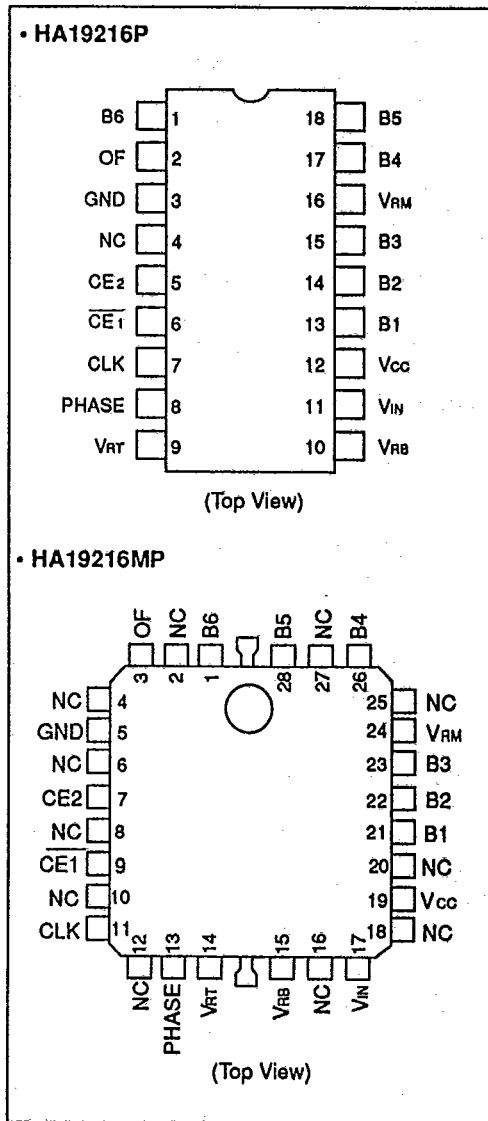 • HA19216P
B6 1 18 B5
OF 2 17 B4
GND 3 16 VRM
NC 4 15 B3
CE2 5 14 B2
CE1 6 13 B1
CLK 7 12 VCC
PHASE 8 11 VIN
VRT 9 10 VRB
(Top View)
• HA19216MP
OF NC B6 B5 NC B4
3 2 1 28 27 26
NC 4 25 NC
GND 5 24 VRM
NC 6 23 B3
CE2 7 22 B2
NC 8 21 B1
CE1 9 20 NC
NC 10 19 VCC
CLK 11 18 NC
12 13 14 15 16 17
NC PHASE VRT VRB NC VIN
(Top View)